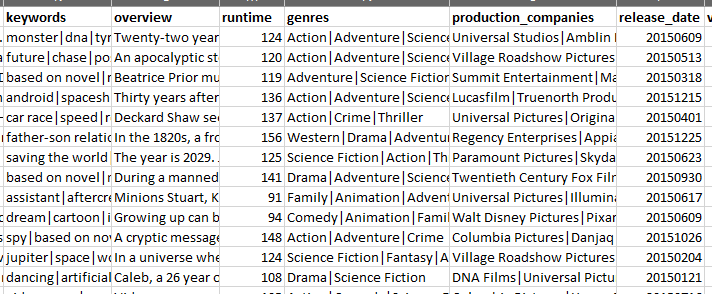 keywords overview runtime genres production_companies release_date
monster|dna|tyr Twenty-two year 124 Action|Adventure|Science Universal Studios|Amblin 20150609
future|chase|po An apocalyptic st 120 Action|Adventure|Science Village Roadshow Pictures 20150513
based on novel|r Beatrice Prior mu 119 Adventure|Science Fiction Summit Entertainment|Ma 20150318
android|spacesh Thirty years after 136 Action|Adventure|Science Lucasfilm|Truenorth Produ 20151215
car race|speed|r Deckard Shaw see 137 Action|Crime|Thriller Universal Pictures|Origina 20150401
father-son relatic In the 1820s, a frc 156 Western|Drama|Adventu Regency Enterprises|Appia 20151225
saving the world The year is 2029. 125 Science Fiction|Action|Th Paramount Pictures|Skyda 20150623
based on novel|r During a manned 141 Drama|Adventure|Science Twentieth Century Fox Filr 20150930
assistant|aftercre Minions Stuart, K 91 Family|Animation|Adven Universal Pictures|Illumina 20150617
dream|cartoon|i Growing up can b 94 Comedy|Animation|Famil Walt Disney Pictures|Pixar 20150609
spy|based on nov A cryptic message 148 Action|Adventure|Crime Columbia Pictures|Danjaq 20151026
jupiter|space|wo In a universe whe 124 Science Fiction|Fantasy|A Village Roadshow Pictures 20150204
dancing|artificial Caleb, a 26 year o 108 Drama|Science Fiction DNA Films|Universal Pictu 20150121